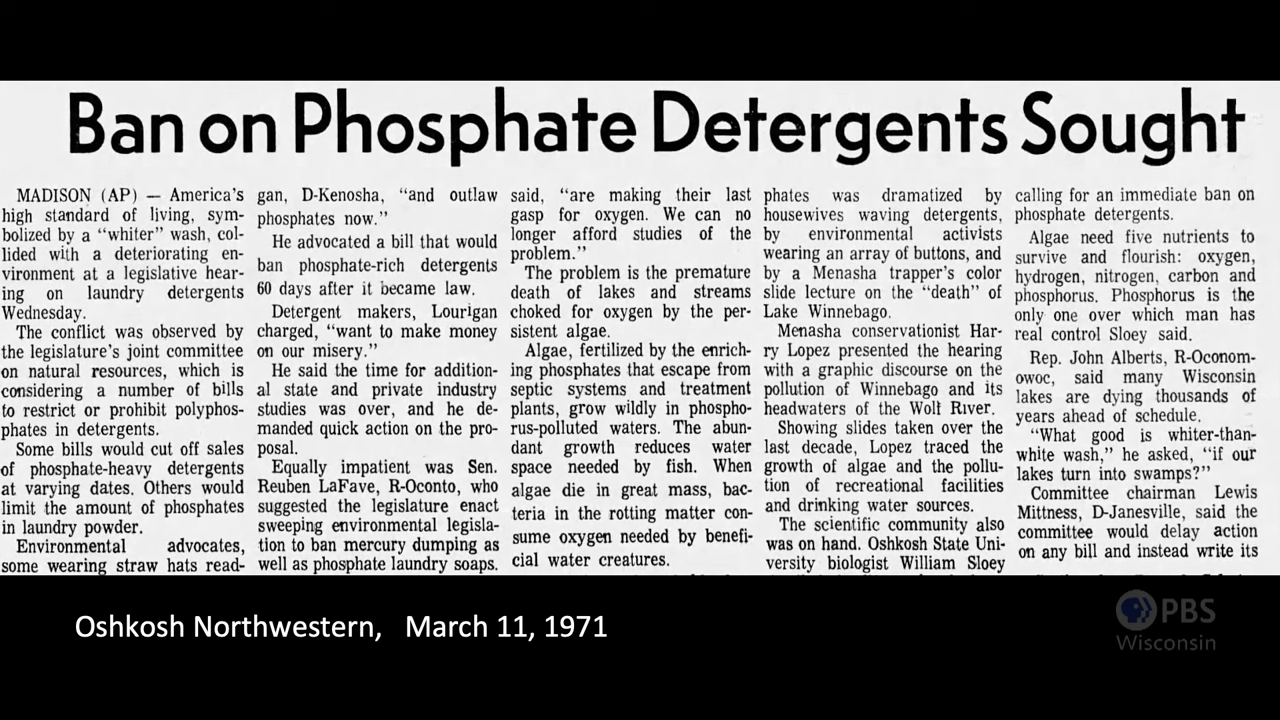 Ban on Phosphate Detergents Sought
MADISON (AP) — America's
high standard of living, sym-
bolized by a "whiter" wash, col-
lided with a deteriorating en-
vironment at a legislative hear-
ing on laundry detergents
Wednesday.
The conflict was observed by
the legislature's joint committee
on natural resources, which is
considering a number of bills
to restrict or prohibit polyphos-
phates in detergents.
Some bills would cut off sales
of phosphate-heavy detergents
at varying dates. Others would
limit the amount of phosphates
in laundry powder.
Environmental advocates,
some wearing straw hats read-
gan, D-Kenosha, "and outlaw
phosphates now."
He advocated a bill that would
ban phosphate-rich detergents
60 days after it became law.
Detergent makers, Lourigan
charged, "want to make money
on our misery."
He said the time for addition-
al state and private industry
studies was over, and he de-
manded quick action on the pro-
posal.
Equally impatient was Sen.
Reuben LaFave, R-Oconto, who
suggested the legislature enact
sweeping environmental legisla-
tion to ban mercury dumping as
well as phosphate laundry soaps.
said, "are making their last
gasp for oxygen. We can no
longer afford studies of the
problem."
The problem is the premature
death of lakes and streams
choked for oxygen by the per-
sistent algae.
Algae, fertilized by the enrich-
ing phosphates that escape from
septic systems and treatment
plants, grow wildly in phospho-
rus-polluted waters. The abun-
dant growth reduces water
space needed by fish. When
algae die in great mass, bac-
teria in the rotting matter con-
sume oxygen needed by benefi-
cial water creatures.
phates was dramatized by
housewives waving detergents,
by environmental activists
wearing an array of buttons, and
by a Menasha trapper's color
slide lecture on the "death" of
Lake Winnebago.
Menasha conservationist Har-
ry Lopez presented the hearing
with a graphic discourse on the
pollution of Winnebago and its
headwaters of the Wolf River.
Showing slides taken over the
last decade, Lopez traced the
growth of algae and the pollu-
tion of recreational facilities
and drinking water sources.
The scientific community also
was on hand. Oshkosh State Uni-
versity biologist William Sloey
calling for an immediate ban on
phosphate detergents.
Algae need five nutrients to
survive and flourish: oxygen,
hydrogen, nitrogen, carbon and
phosphorus. Phosphorus is the
only one over which man has
real control Sloey said.
Rep. John Alberts, R-Oconom-
owoc, said many Wisconsin
lakes are dying thousands of
years ahead of schedule.
"What good is whiter-than-
white wash," he asked, "if our
lakes turn into swamps?"
Committee chairman Lewis
Mittness, D-Janesville, said the
committee would delay action
on any bill and instead write its
Oshkosh Northwestern, March 11, 1971
PBS
Wisconsin